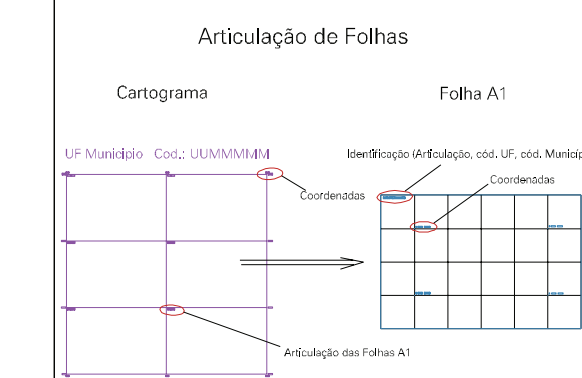 Articulação de Folhas
Cartograma
Folha A1
UF Municipio Cod.: UUMMMMM
Identificação (Articulação, cód. UF, cód. Municíp
Coordenadas
Coordenadas
Articulação das Folhas A1